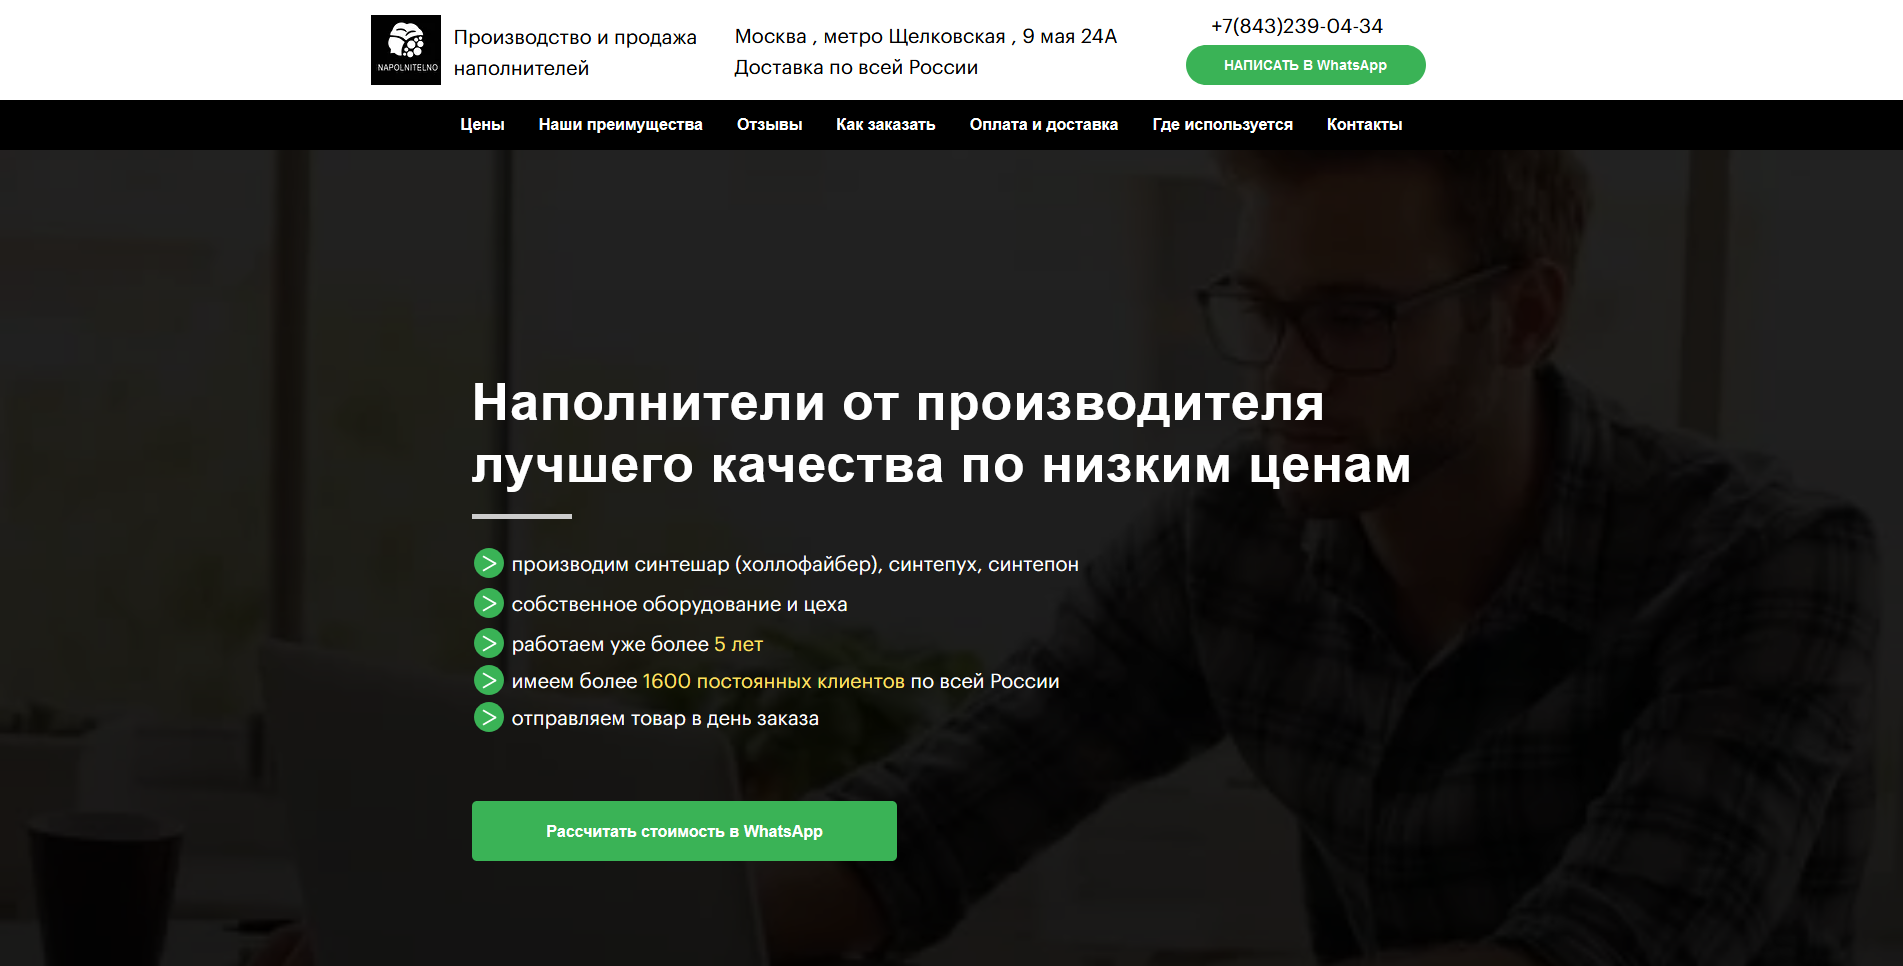 NAPOLNITELNO
Производство и продажа
наполнителей
Москва , метро Щелковская , 9 мая 24А
Доставка по всей России
+7(843)239-04-34
НАПИСАТЬ В WhatsApp
Цены Наши преимущества Отзывы Как заказать Оплата и доставка Где используется Контакты
Наполнители от производителя
лучшего качества по низким ценам
производим синтешар (холлофайбер), синтепух, синтепон
собственное оборудование и цеха
работаем уже более 5 лет
имеем более 1600 постоянных клиентов по всей России
отправляем товар в день заказа
Рассчитать стоимость в WhatsApp